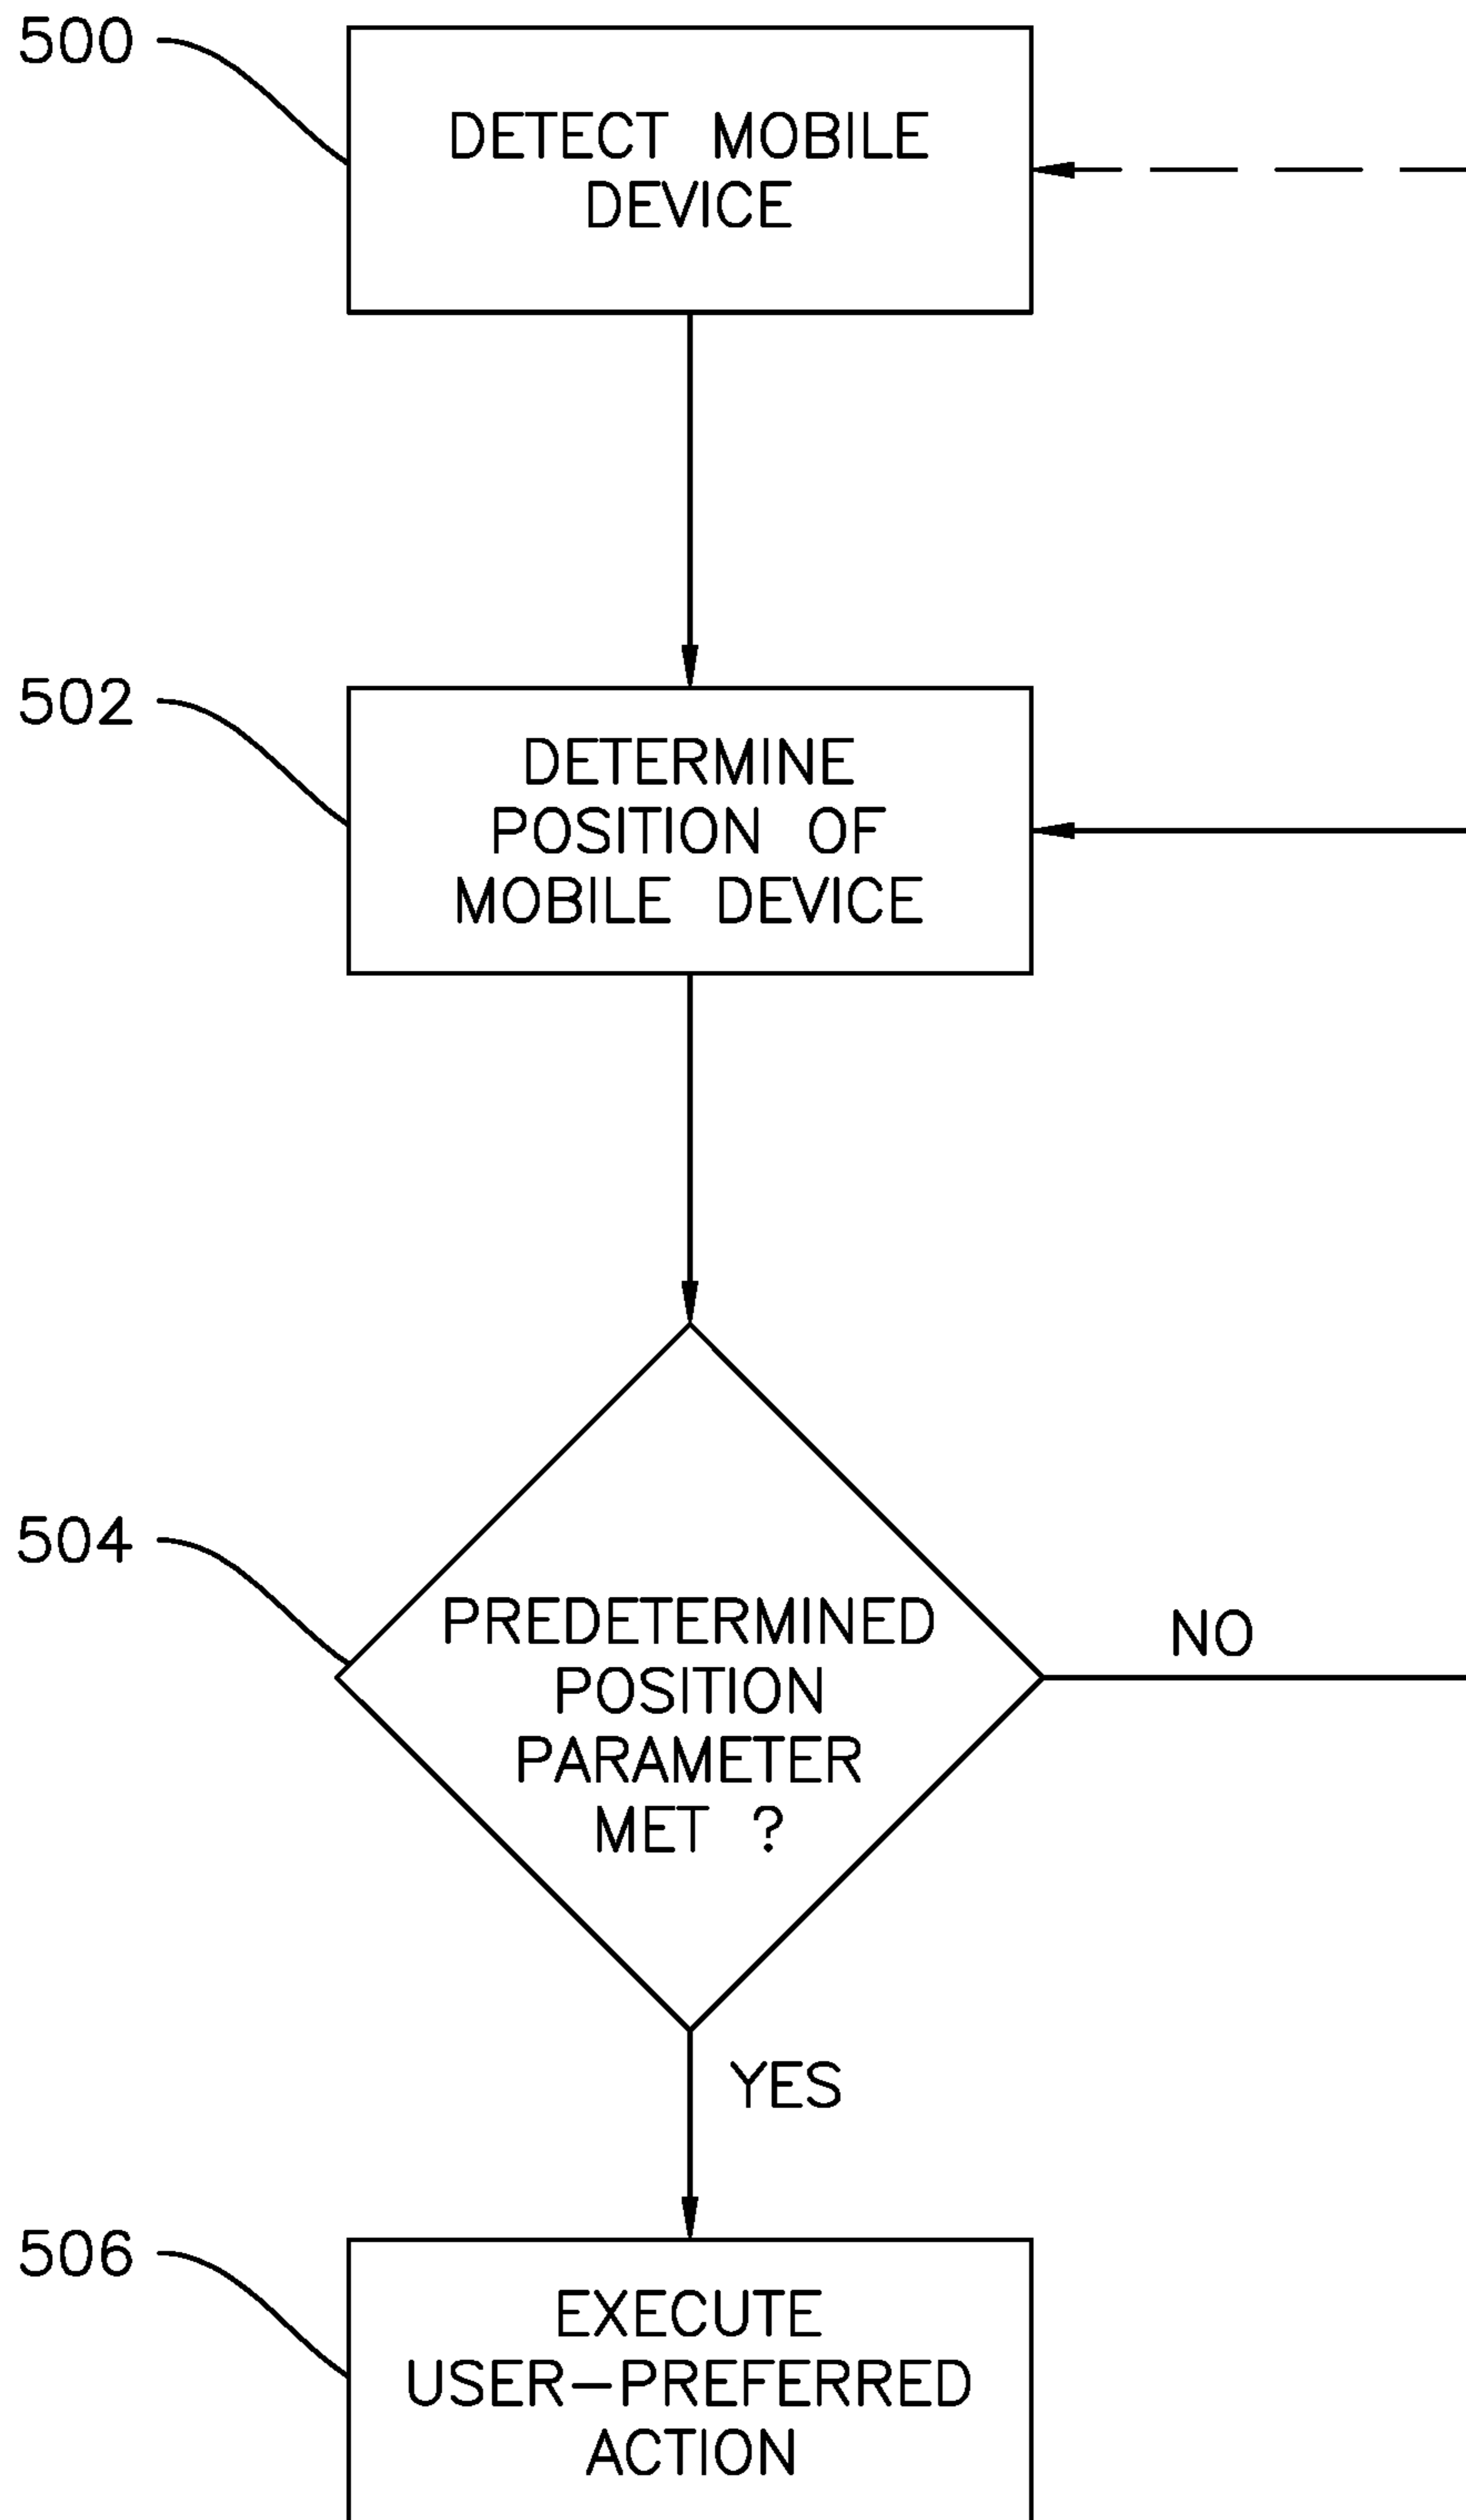 500
DETECT MOBILE
DEVICE
502
DETERMINE
POSITION OF
MOBILE DEVICE
504
PREDETERMINED
POSITION
PARAMETER
MET ?
NO
YES
506
EXECUTE
USER-PREFERRED
ACTION